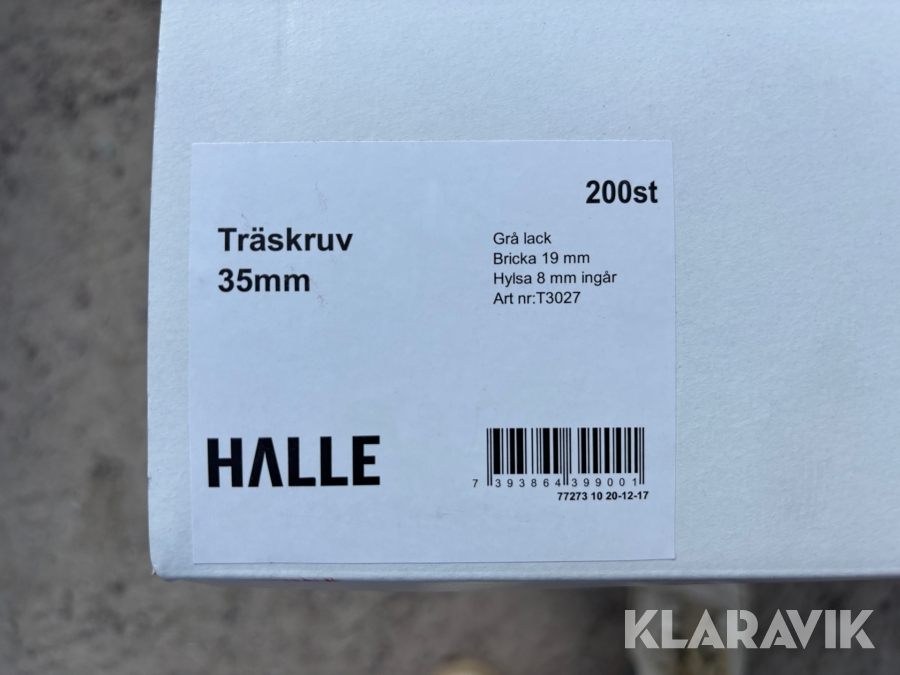 200st
Träskruv
35mm
Grå lack
Bricka 19 mm
Hylsa 8 mm ingår
Art nr:T3027
HALLE
7 393864 399001
77273 10 20-12-17
KLARAVIK